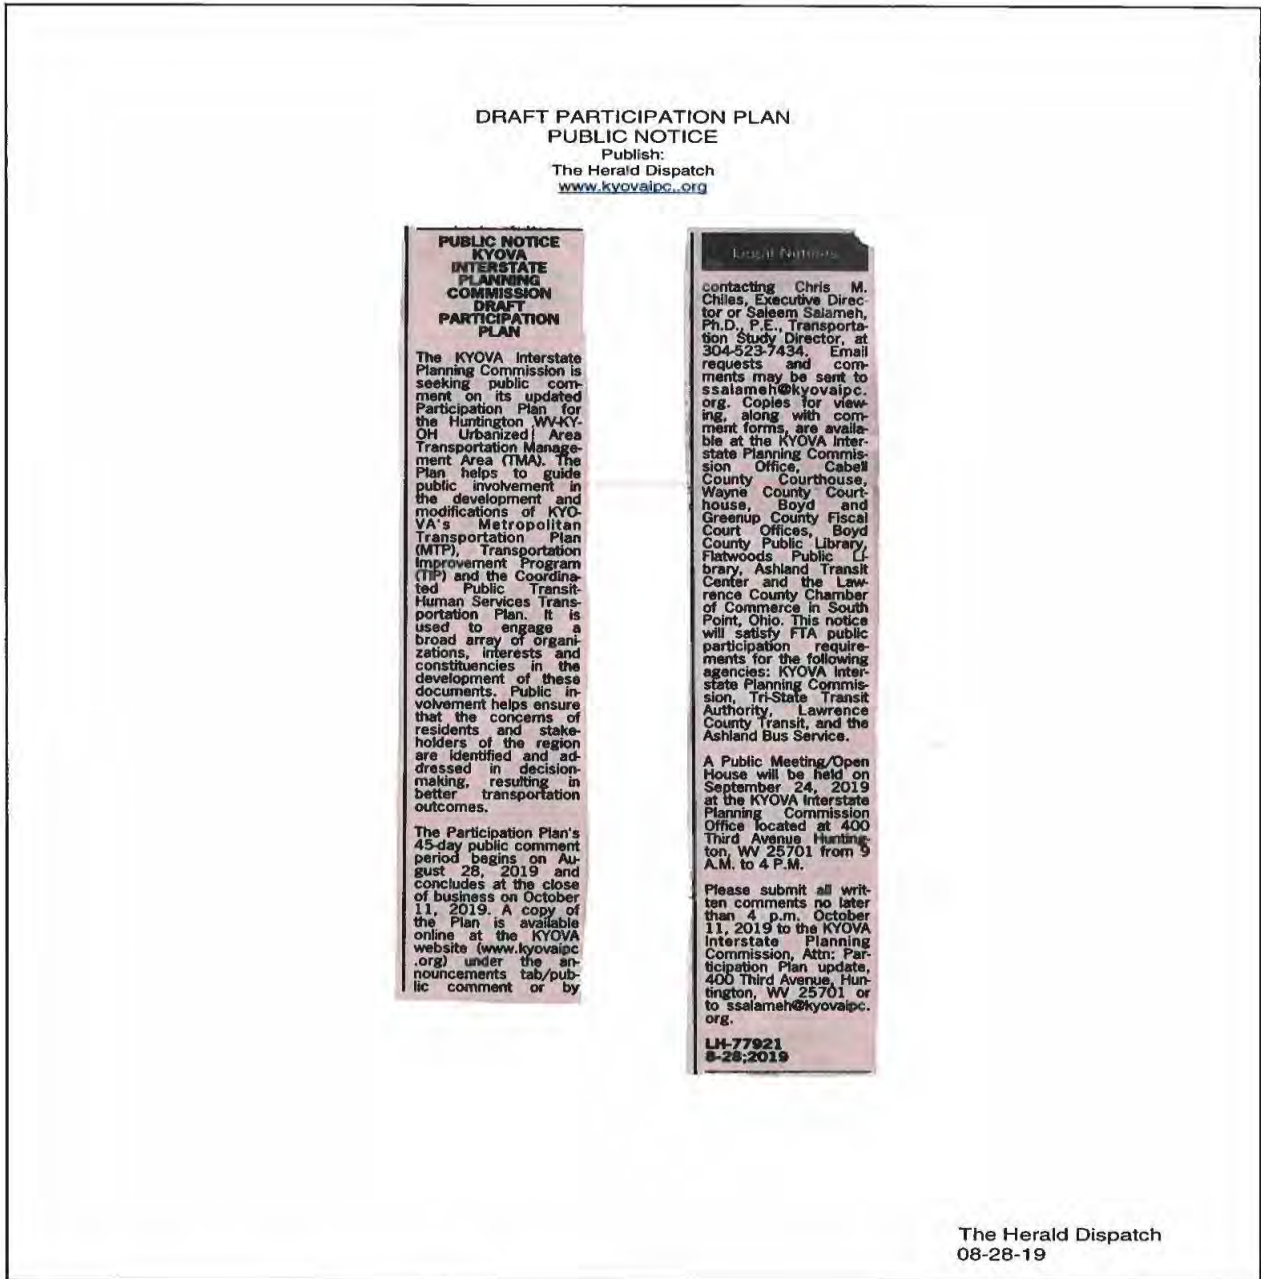 DRAFT PARTICIPATION PLAN
PUBLIC NOTICE
Publish:
The Herald Dispatch
www.kyovaipc..org
PUBLIC NOTICE
KYOVA
INTERSTATE
PLANNING
COMMISSION
DRAFT
PARTICIPATION
PLAN
The KYOVA Interstate
Planning Commission is
seeking public com-
ment on its updated
Participation Plan for
the Huntington WV-KY-
OH Urbanized Area
Transportation Manage-
ment Area (TMA). The
Plan helps to guide
public involvement in
the development and
modifications of KYO-
VA's Metropolitan
Transportation Plan
(MTP), Transportation
Improvement Program
(TIP) and the Coordina-
ted Public Transit-
Human Services Trans-
portation Plan. It is
used to engage a
broad array of organi-
zations, interests and
constituencies in the
development of these
documents. Public in-
volvement helps ensure
that the concerns of
residents and stake-
holders of the region
are identified and ad-
dressed in decision-
making, resulting in
better transportation
outcomes.
The Participation Plan's
45-day public comment
period begins on Au-
gust 28, 2019 and
concludes at the close
of business on October
11, 2019. A copy of
the Plan is available
online at the KYOVA
website (www.kyovaipc
.org) under the an-
nouncements tab/pub-
lic comment or by
Legal Notices
contacting Chris M.
Chiles, Executive Direc-
tor or Saleem Salameh,
Ph.D., P.E., Transporta-
tion Study Director, at
304-523-7434. Email
requests and com-
ments may be sent to
ssalameh@kyovaipc.
org. Copies for view-
ing, along with com-
ment forms, are availa-
ble at the KYOVA Inter-
state Planning Commis-
sion Office, Cabell
County Courthouse,
Wayne County Court-
house, Boyd and
Greenup County Fiscal
Court Offices, Boyd
County Public Library,
Flatwoods Public Li-
brary, Ashland Transit
Center and the Law-
rence County Chamber
of Commerce in South
Point, Ohio. This notice
will satisfy FTA public
participation require-
ments for the following
agencies: KYOVA Inter-
state Planning Commis-
sion, Tri-State Transit
Authority, Lawrence
County Transit, and the
Ashland Bus Service.
A Public Meeting/Open
House will be held on
September 24, 2019
at the KYOVA Interstate
Planning Commission
Office located at 400
Third Avenue Hunting-
ton, WV 25701 from 9
A.M. to 4 P.M.
Please submit all writ-
ten comments no later
than 4 p.m. October
11, 2019 to the KYOVA
Interstate Planning
Commission, Attn: Par-
ticipation Plan update,
400 Third Avenue, Hun-
tington, WV 25701 or
to ssalameh@kyovaipc.
org.
LH-77921
8-28;2019
The Herald Dispatch
08-28-19